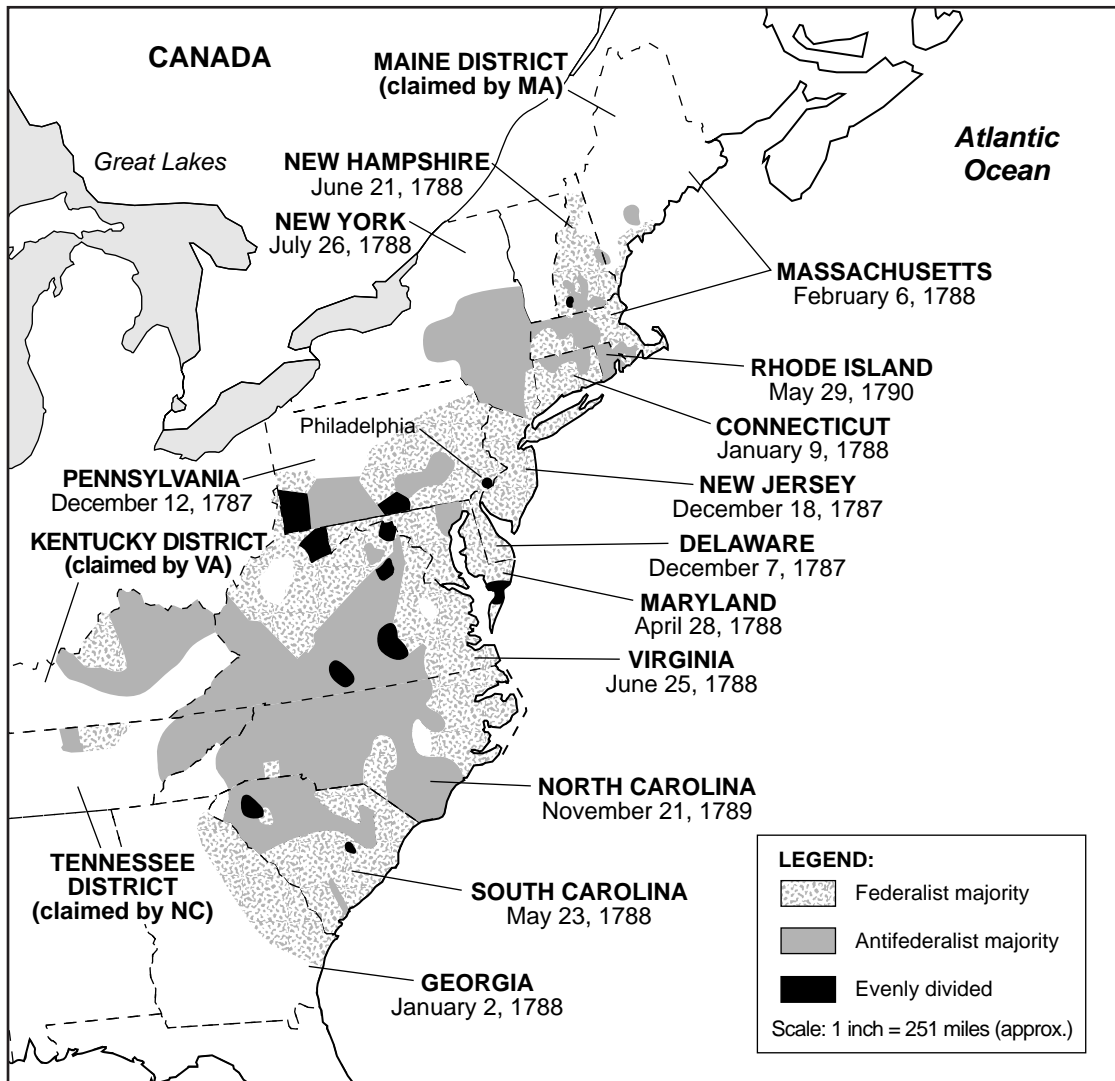 CANADA
MAINE DISTRICT
(claimed by MA)
Atlantic
Ocean
Great Lakes
NEW HAMPSHIRE
June 21, 1788
NEW YORK
July 26, 1788
MASSACHUSETTS
February 6, 1788
RHODE ISLAND
May 29, 1790
Philadelphia
CONNECTICUT
January 9, 1788
PENNSYLVANIA
December 12, 1787
NEW JERSEY
December 18, 1787
KENTUCKY DISTRICT
(claimed by VA)
DELAWARE
December 7, 1787
MARYLAND
April 28, 1788
VIRGINIA
June 25, 1788
NORTH CAROLINA
November 21, 1789
TENNESSEE
DISTRICT
(claimed by NC)
SOUTH CAROLINA
May 23, 1788
GEORGIA
January 2, 1788
LEGEND:
Federalist majority
Antifederalist majority
Evenly divided
Scale: 1 inch = 251 miles (approx.)